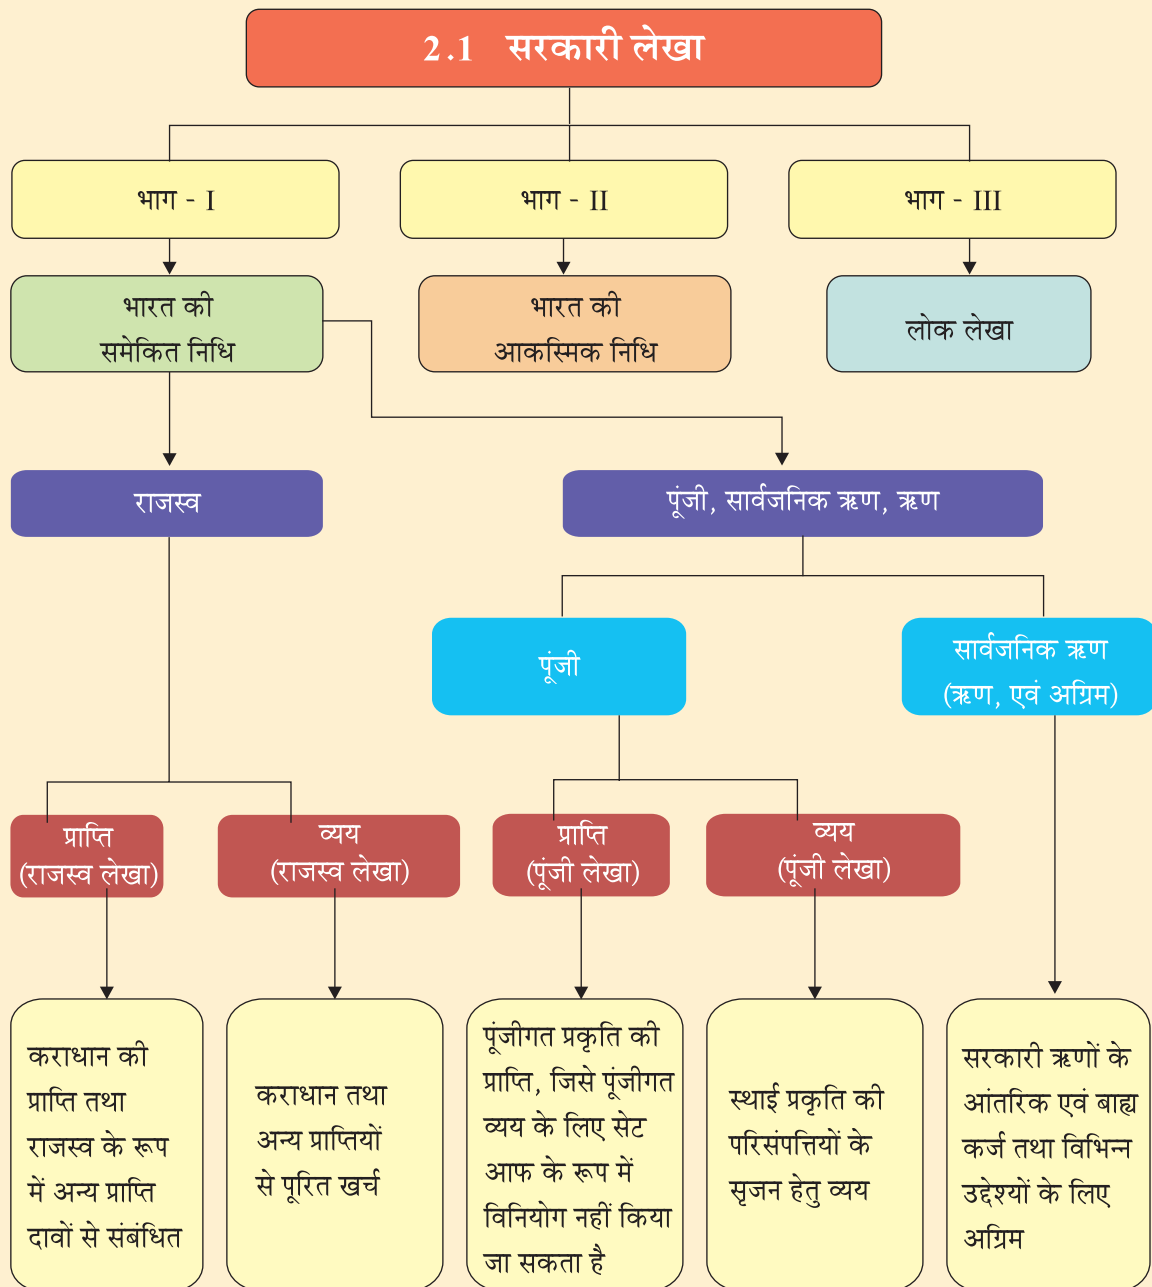 2.1 सरकारी लेखा
भाग - I
भाग - II
भाग - III
भारत की
समेकित निधि
भारत की
आकस्मिक निधि
लोक लेखा
राजस्व
पूंजी, सार्वजनिक ऋण, ऋण
पूंजी
सार्वजनिक ऋण
(ऋण, एवं अग्रिम)
प्राप्ति
(राजस्व लेखा)
व्यय
(राजस्व लेखा)
प्राप्ति
(पूंजी लेखा)
व्यय
(पूंजी लेखा)
कराधान की
प्राप्ति तथा
राजस्व के रूप
में अन्य प्राप्ति
दावों से संबंधित
कराधान तथा
अन्य प्राप्तियों
से पूरित खर्च
पूंजीगत प्रकृति की
प्राप्ति, जिसे पूंजीगत
व्यय के लिए सेट
आफ के रूप में
विनियोग नहीं किया
जा सकता है
स्थाई प्रकृति की
परिसंपत्तियों के
सृजन हेतु व्यय
सरकारी ऋणों के
आंतरिक एवं बाह्य
कर्ज तथा विभिन्न
उद्देश्यों के लिए
अग्रिम